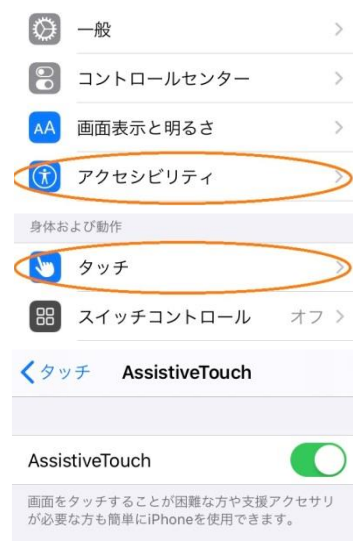 一般
コントロールセンター
AA 画面表示と明るさ
アクセシビリティ
身体および動作
タッチ
スイッチコントロール オフ
タッチ AssistiveTouch
AssistiveTouch
画面をタッチすることが困難な方や支援アクセサリ
が必要な方も簡単にiPhoneを使用できます。